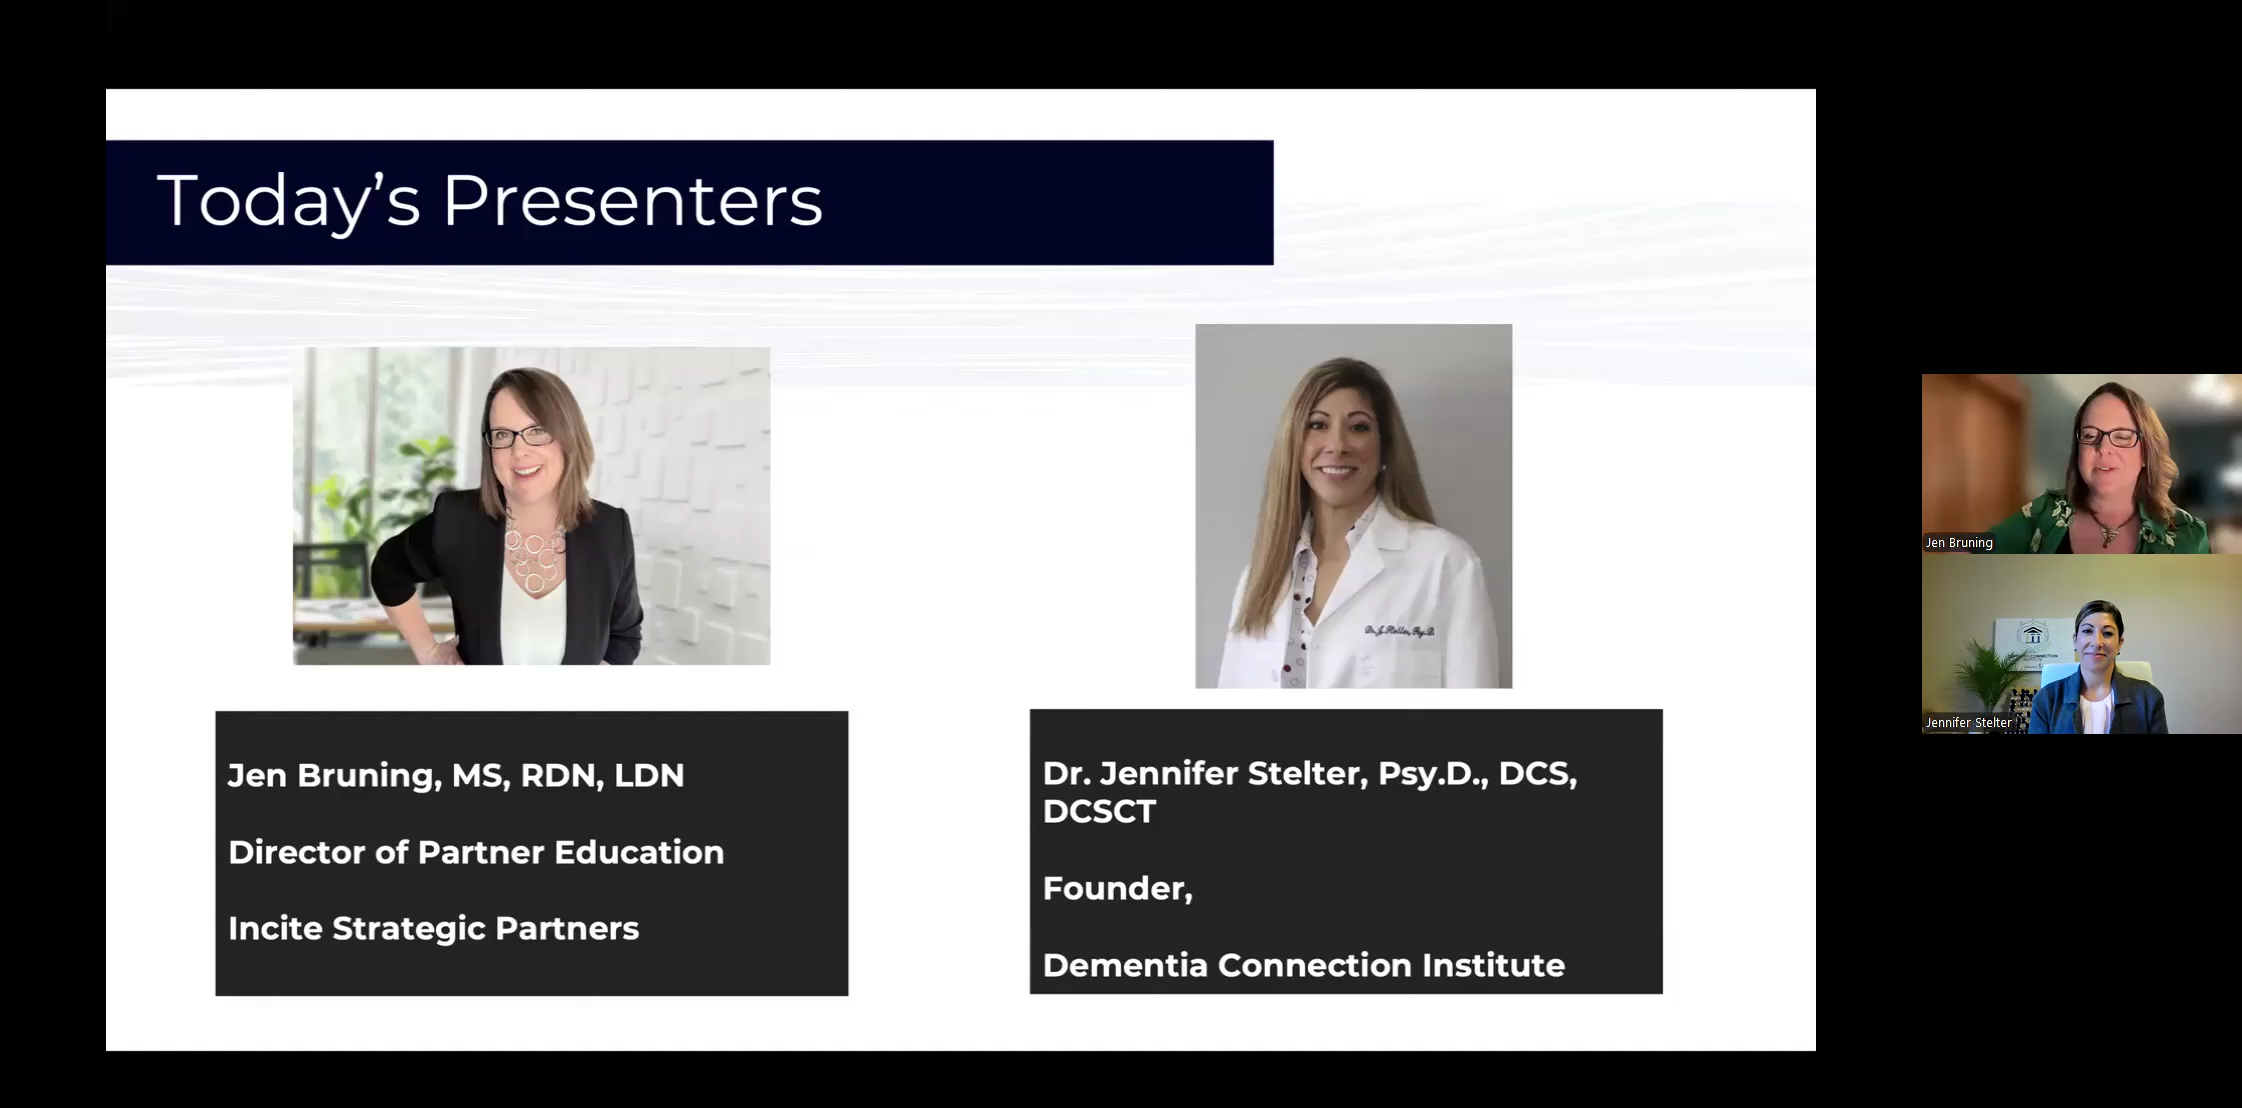 Today’s Presenters
Jen Bruning, MS, RDN, LDN
Director of Partner Education
Incite Strategic Partners
Dr. Jennifer Stelter, Psy.D., DCS,
DCSCT
Founder,
Dementia Connection Institute
Jen Bruning
Jennifer Stelter